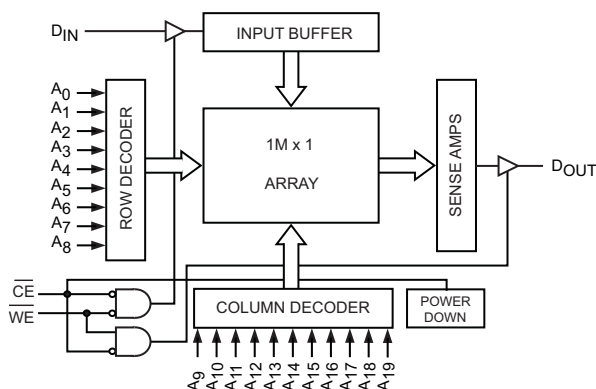 DIN
INPUT BUFFER
A0
A1
A2
A3
A4
A5
A6
A7
A8
ROW DECODER
1M x 1
ARRAY
SENSE AMPS
DOUT
CE
WE
COLUMN DECODER
POWER
DOWN
A9
A10
A11
A12
A13
A14
A15
A16
A17
A18
A19